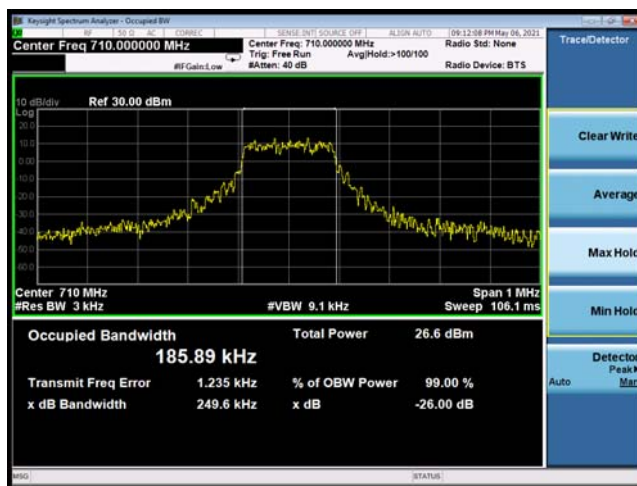 Keysight Spectrum Analyzer - Occupied BW
RF 50 Ω AC CORREC SENSE:INT SOURCE OFF ALIGN AUTO 09:12:08 PM May 06, 2021
Center Freq 710.000000 MHz
Center Freq: 710.000000 MHz
Radio Std: None
Trig: Free Run Avg|Hold:>100/100
#IFGain:Low #Atten: 40 dB Radio Device: BTS
10 dB/div Ref 30.00 dBm
Log
20.0
10.0
0.00
10.0
20.0
30.0
40.0
50.0
60.0
Center 710 MHz Span 1 MHz
#Res BW 3 kHz #VBW 9.1 kHz Sweep 106.1 ms
Occupied Bandwidth Total Power 26.6 dBm
185.89 kHz
Transmit Freq Error 1.235 kHz % of OBW Power 99.00 %
x dB Bandwidth 249.6 kHz x dB -26.00 dB
MSG STATUS
Trace/Detector
Clear Write
Average
Max Hold
Min Hold
Detector
Peak
Auto Man